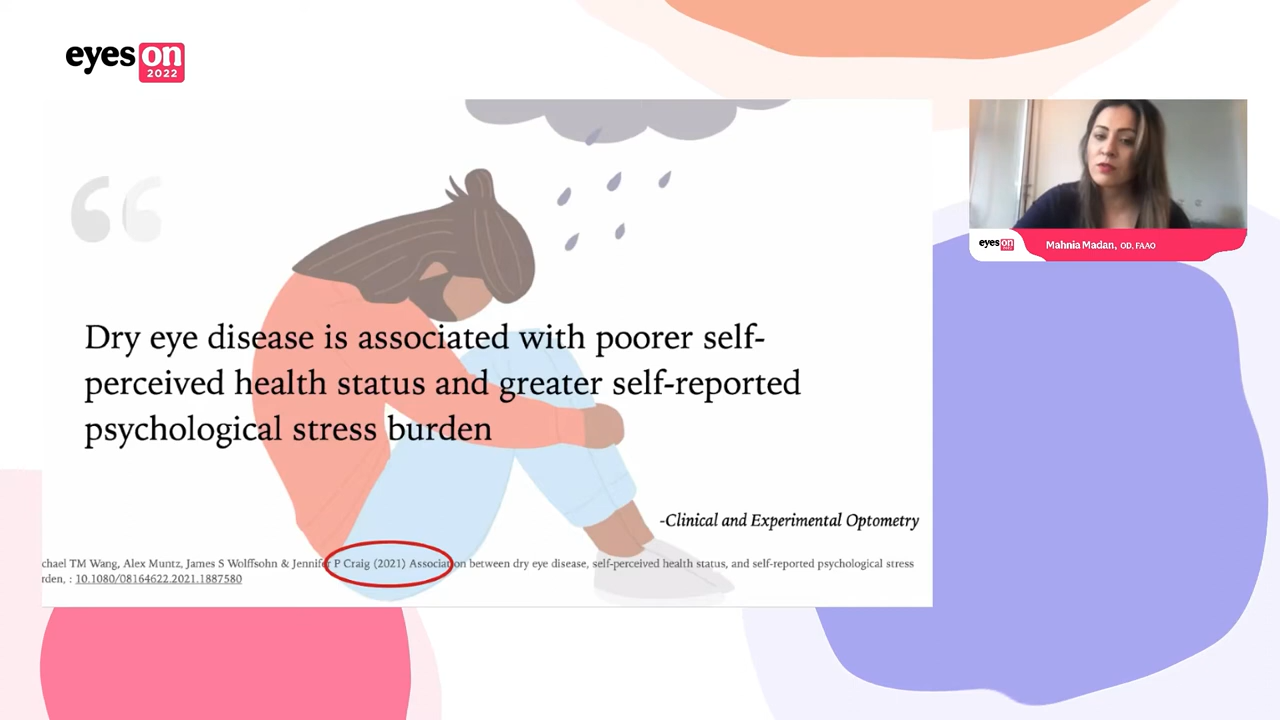 eyes on
2022
Dry eye disease is associated with poorer self-
perceived health status and greater self-reported
psychological stress burden
-Clinical and Experimental Optometry
chael TM Wang, Alex Muntz, James S Wolffsohn & Jennifer P Craig (2021) Association between dry eye disease, self-perceived health status, and self-reported psychological stress
rden, : 10.1080/08164622.2021.1887580
eyes on
Mahnia Madan, OD, FAAO